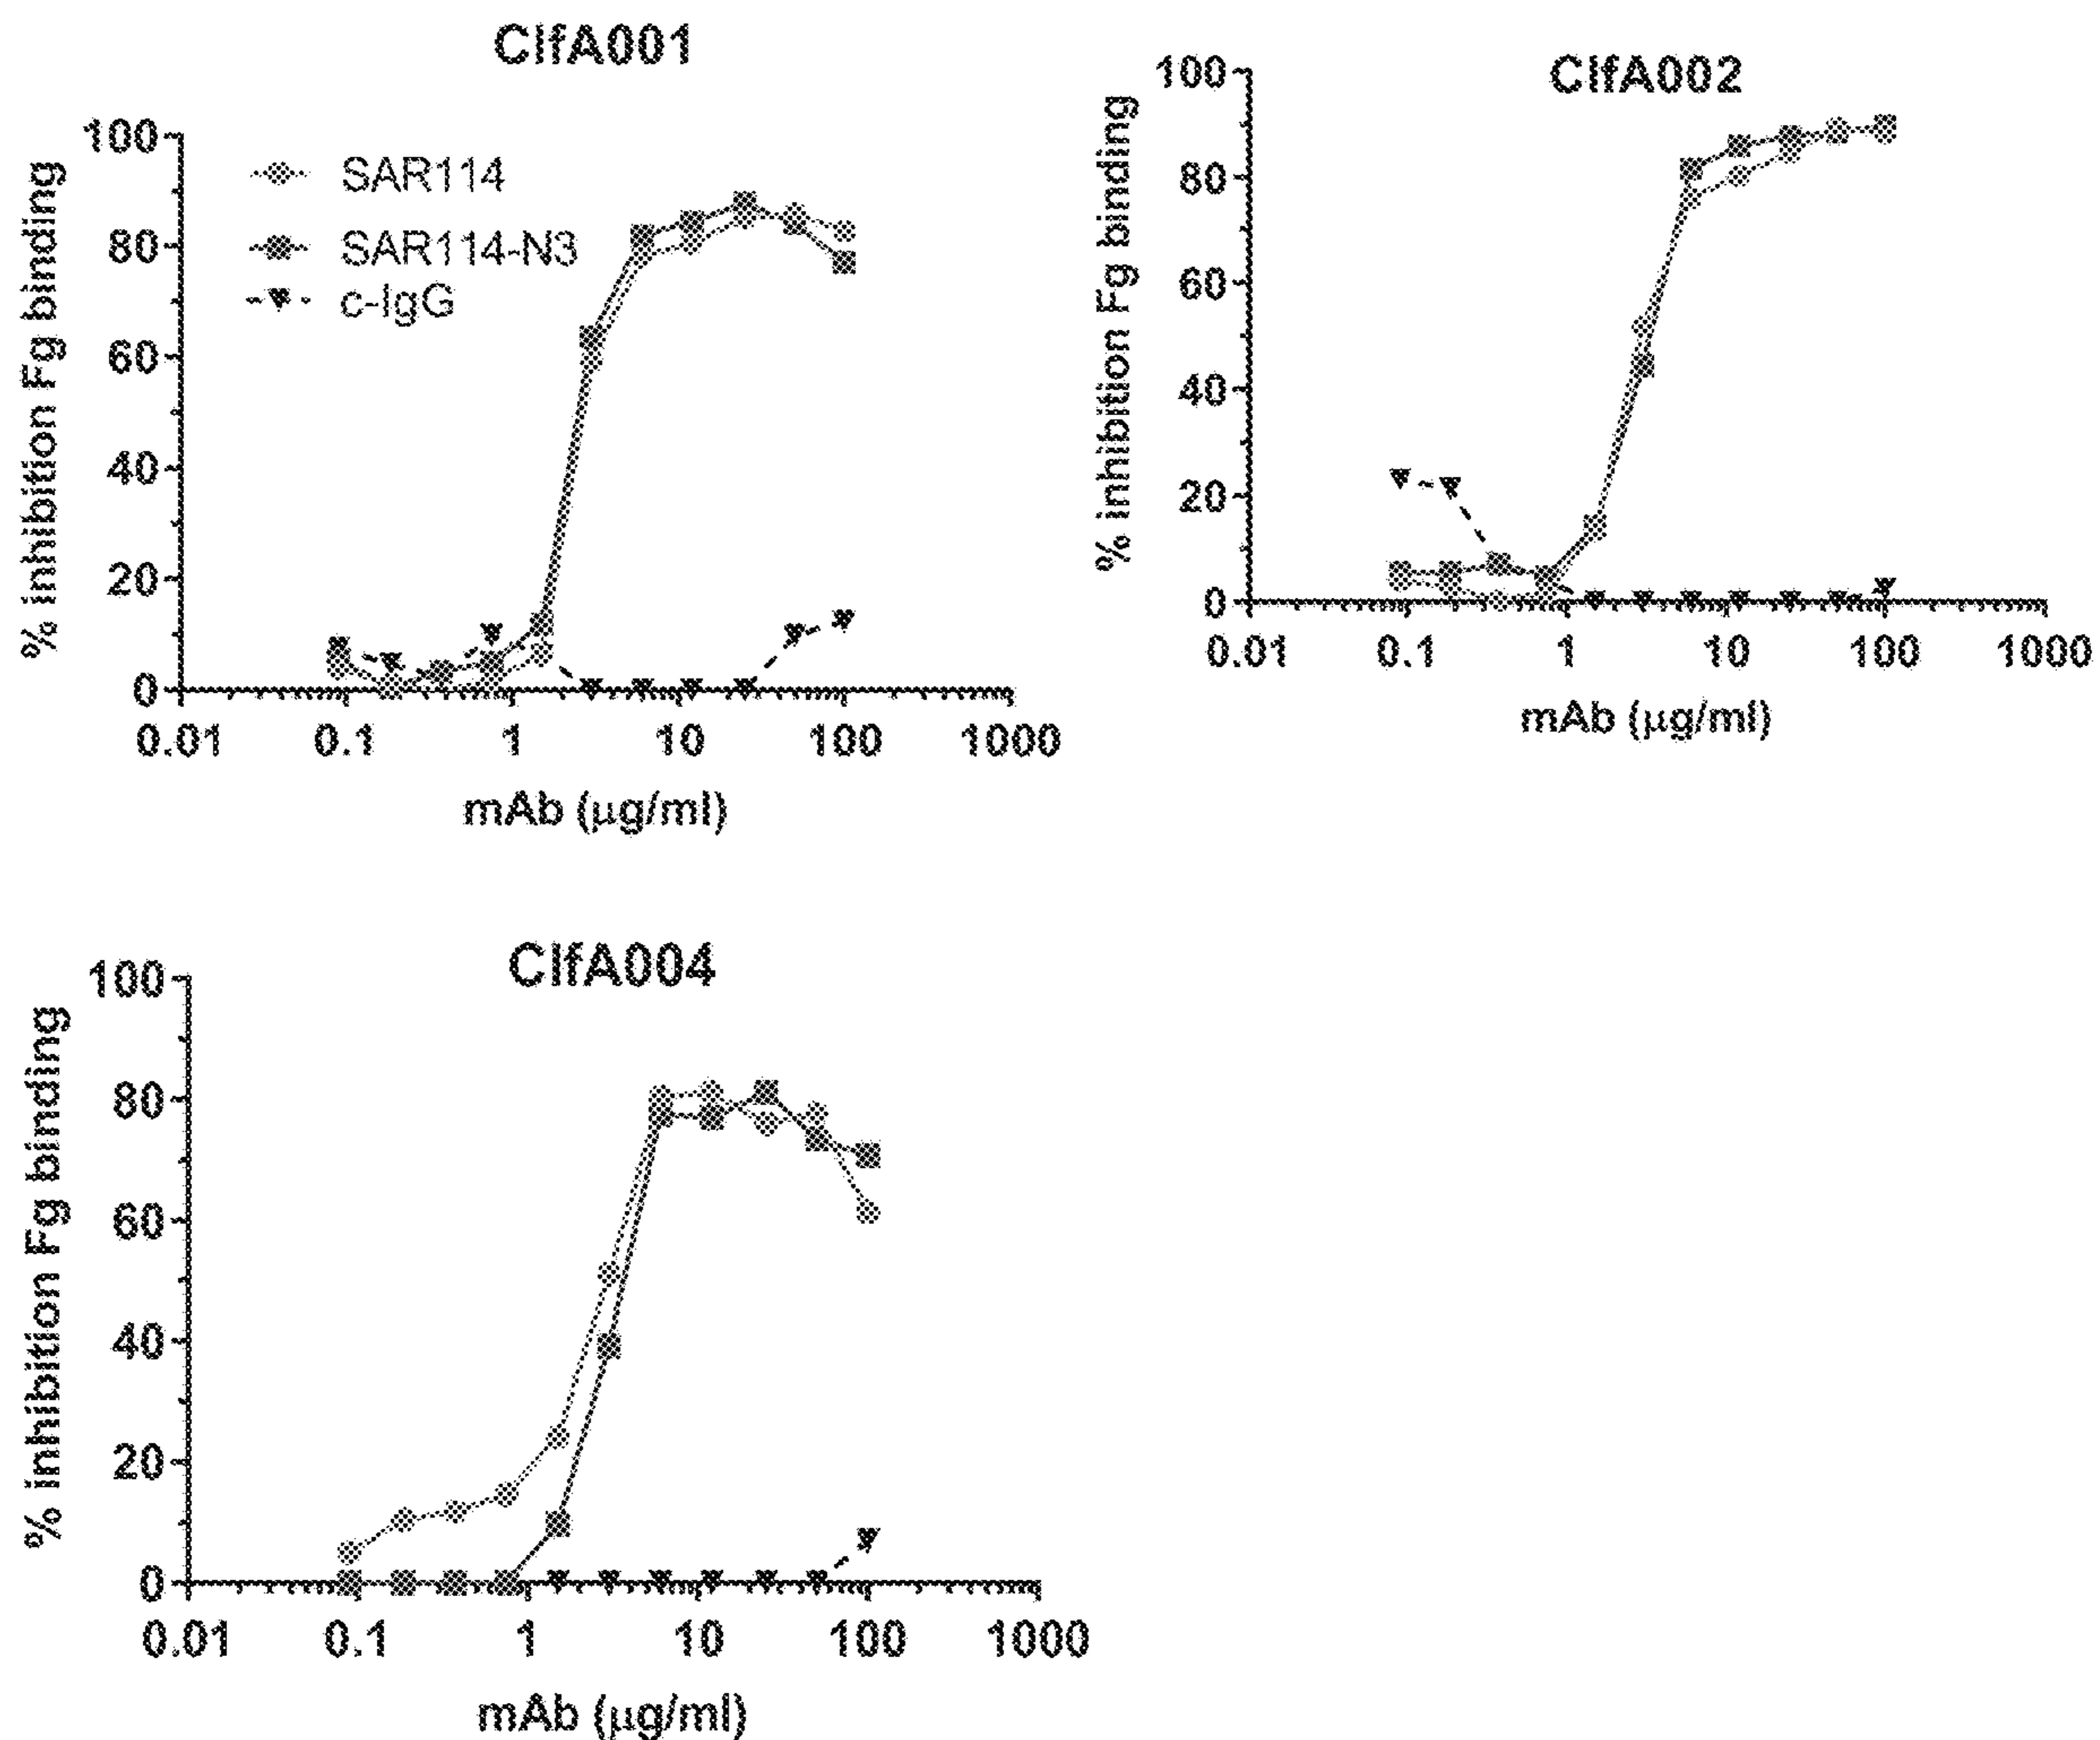 ClfA001
% inhibition Fg binding
100
80
60
40
20
0
SAR114
SAR114-N3
c-IgG
0.01 0.1 1 10 100 1000
mAb (μg/ml)
ClfA002
% inhibition Fg binding
100
80
60
40
20
0
0.01 0.1 1 10 100 1000
mAb (μg/ml)
ClfA004
% inhibition Fg binding
100
80
60
40
20
0
0.01 0.1 1 10 100 1000
mAb (μg/ml)